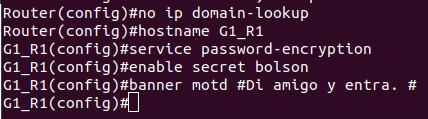 Router(config)#no ip domain-lookup
Router(config)#hostname G1_R1
G1_R1(config)#service password-encryption
G1_R1(config)#enable secret bolson
G1_R1(config)#banner motd #Di amigo y entra. #
G1_R1(config)#